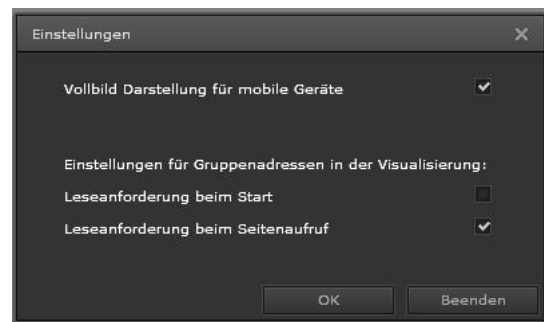 Einstellungen
Vollbild Darstellung für mobile Geräte
Einstellungen für Gruppenadressen in der Visualisierung:
Leseanforderung beim Start
Leseanforderung beim Seitenaufruf
OK Beenden